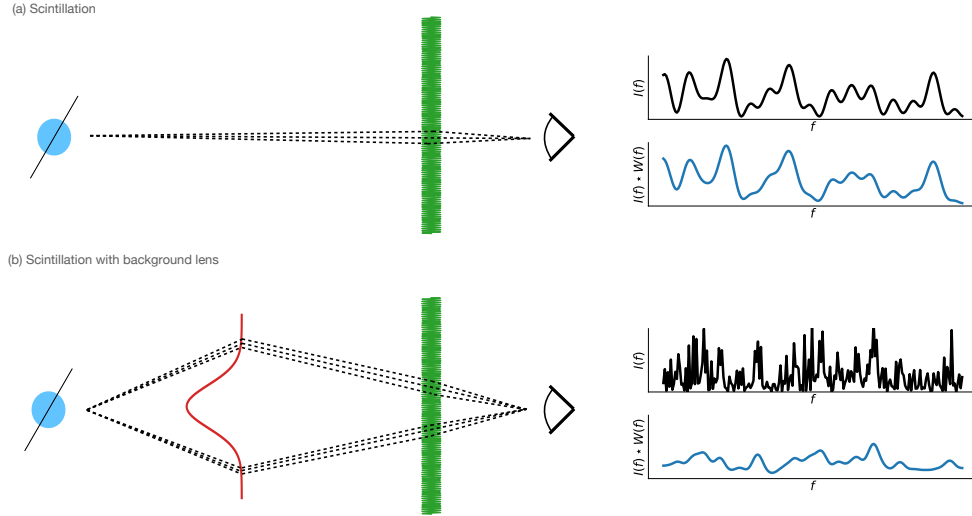 (a) Scintillation
I(f)
f
I(f) ⋆ W(f)
f
(b) Scintillation with background lens
I(f)
f
I(f) ⋆ W(f)
f